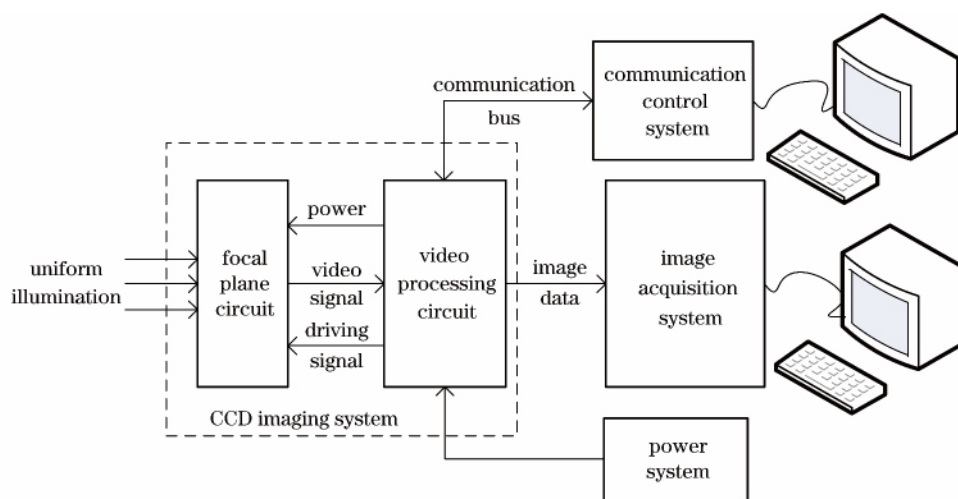 communication
bus
communication
control
system
power
focal
plane
circuit
video
signal
driving
signal
video
processing
circuit
uniform
illumination
image
data
image
acquisition
system
CCD imaging system
power
system